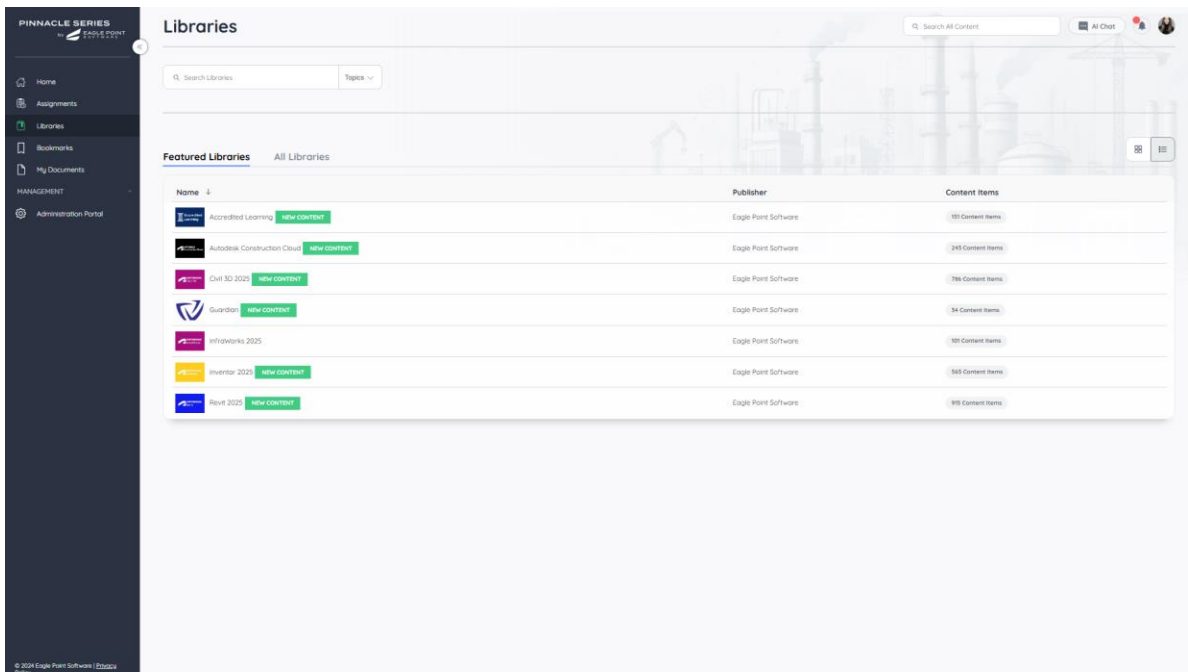 PINNACLE SERIES
by EAGLE POINT
SOFTWARE
Home
Assignments
Libraries
Bookmarks
My Documents
MANAGEMENT
Administration Portal
© 2024 Eagle Point Software | Privacy
Policy
Libraries
Search All Content
AI Chat
Search Libraries
Topics
Featured Libraries All Libraries
Name Publisher Content Items
Accredited Learning NEW CONTENT Eagle Point Software 151 Content Items
Autodesk Construction Cloud NEW CONTENT Eagle Point Software 243 Content Items
Civil 3D 2025 NEW CONTENT Eagle Point Software 786 Content Items
Guardian NEW CONTENT Eagle Point Software 54 Content Items
InfraWorks 2025 Eagle Point Software 101 Content Items
Inventor 2025 NEW CONTENT Eagle Point Software 565 Content Items
Revit 2025 NEW CONTENT Eagle Point Software 915 Content Items